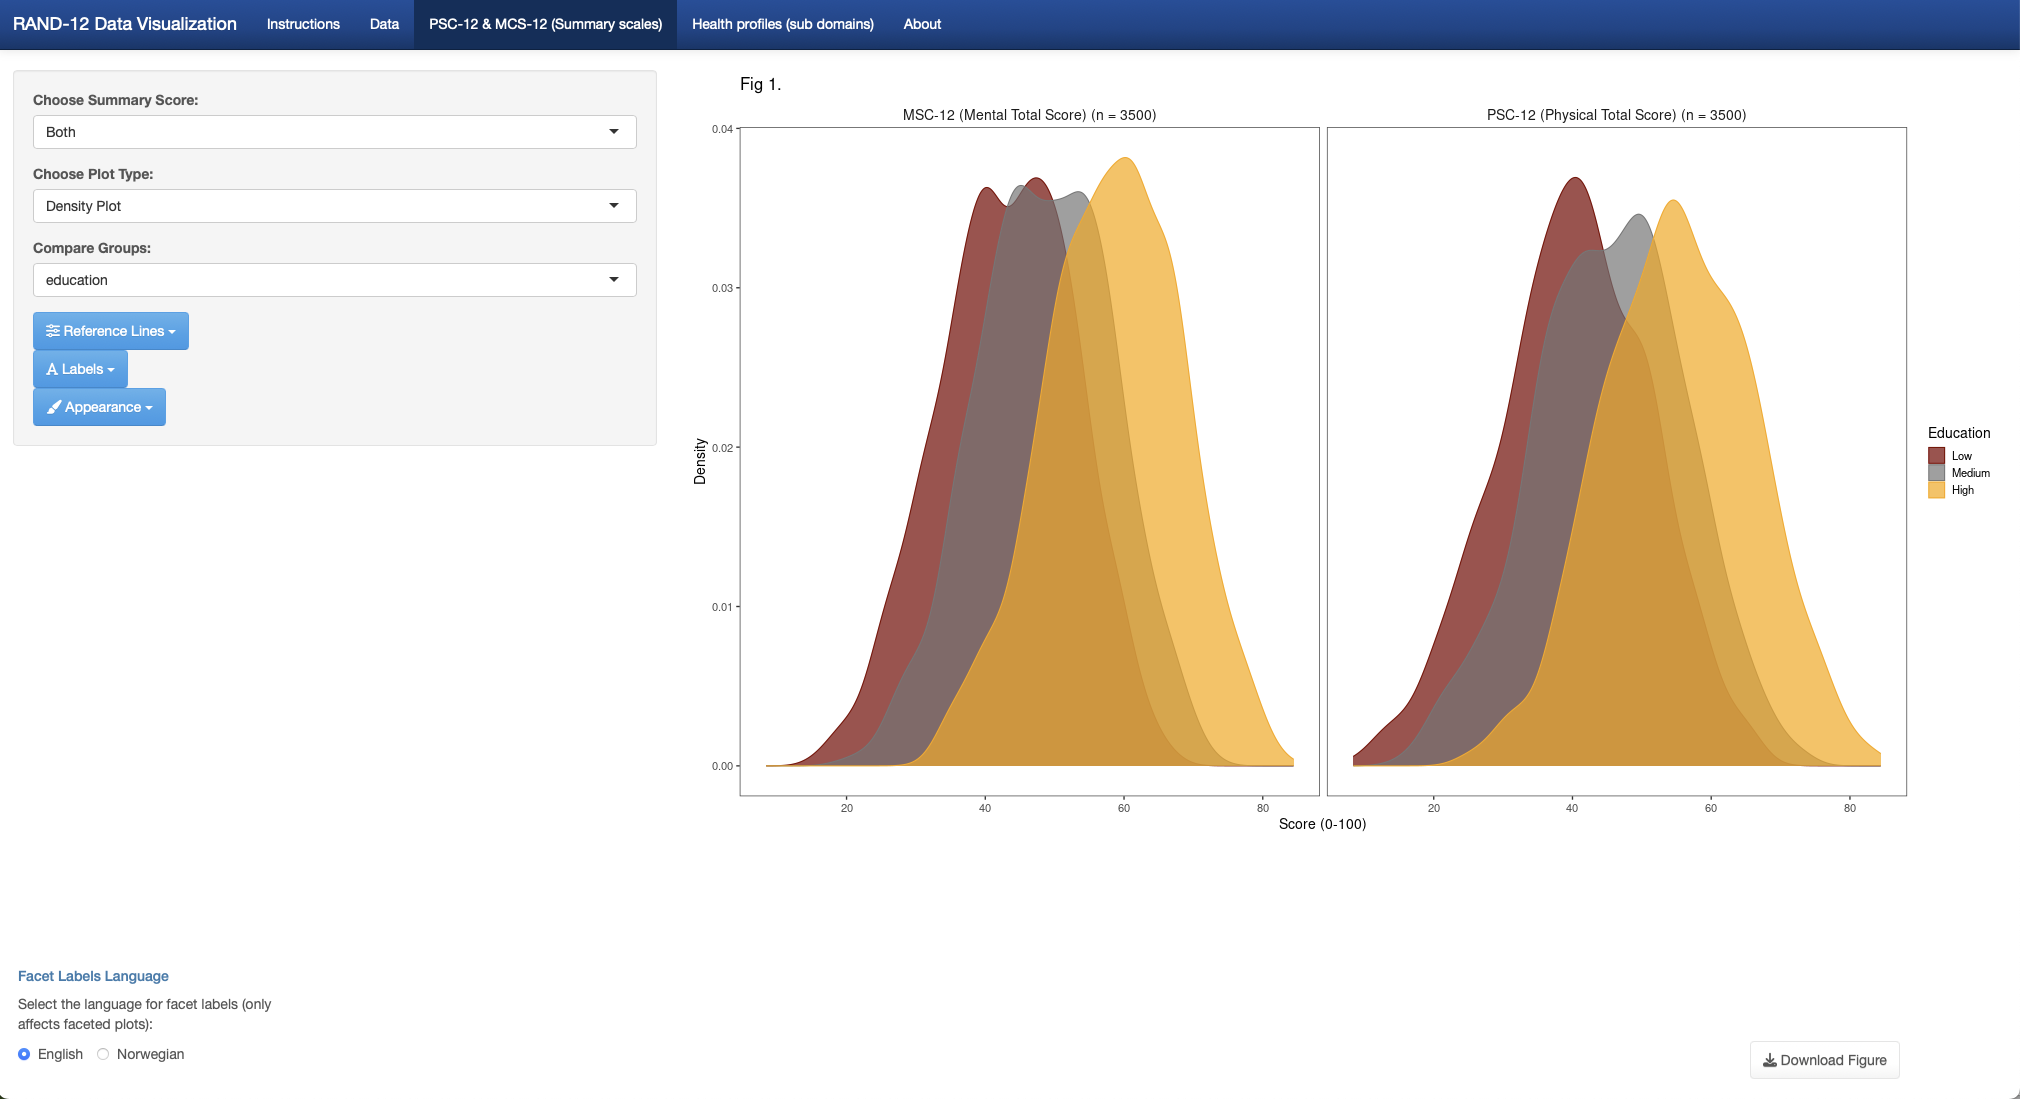 RAND-12 Data Visualization Instructions Data PSC-12 & MCS-12 (Summary scales) Health profiles (sub domains) About
Choose Summary Score:
Both
Choose Plot Type:
Density Plot
Compare Groups:
education
Reference Lines
Labels
Appearance
Fig 1.
MSC-12 (Mental Total Score) (n = 3500) PSC-12 (Physical Total Score) (n = 3500)
0.04
0.03
0.02
0.01
0.00
Density
20 40 60 80 20 40 60 80
Score (0-100)
Education
Low
Medium
High
Facet Labels Language
Select the language for facet labels (only
affects faceted plots):
English Norwegian
Download Figure